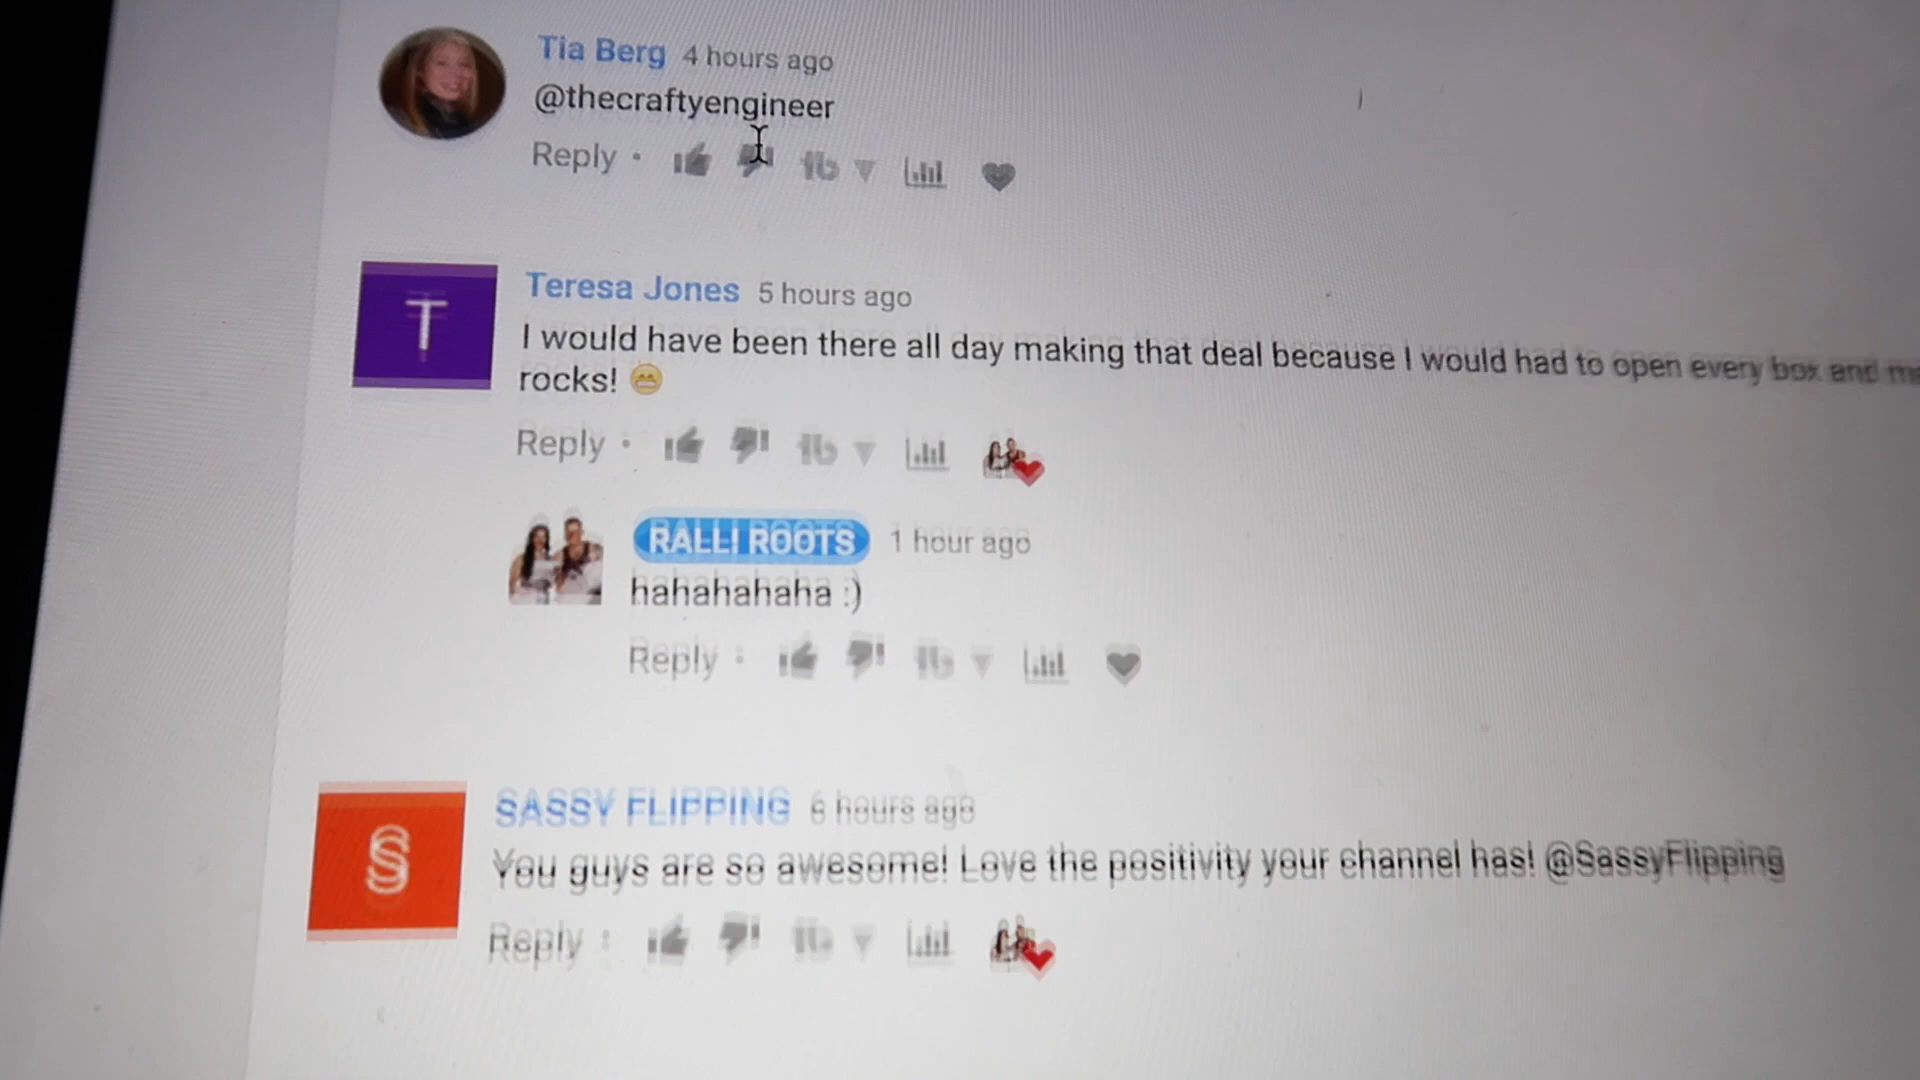 Tia Berg 4 hours ago
@thecraftyengineer
Reply •
T
Teresa Jones 5 hours ago
I would have been there all day making that deal because I would had to open every box and
rocks! 😁
Reply •
RALLI ROOTS 1 hour ago
hahahahaha :)
Reply •
S
SASSY FLIPPING 6 hours ago
You guys are so awesome! Love the positivity your channel has! @SassyFlipping
Reply •